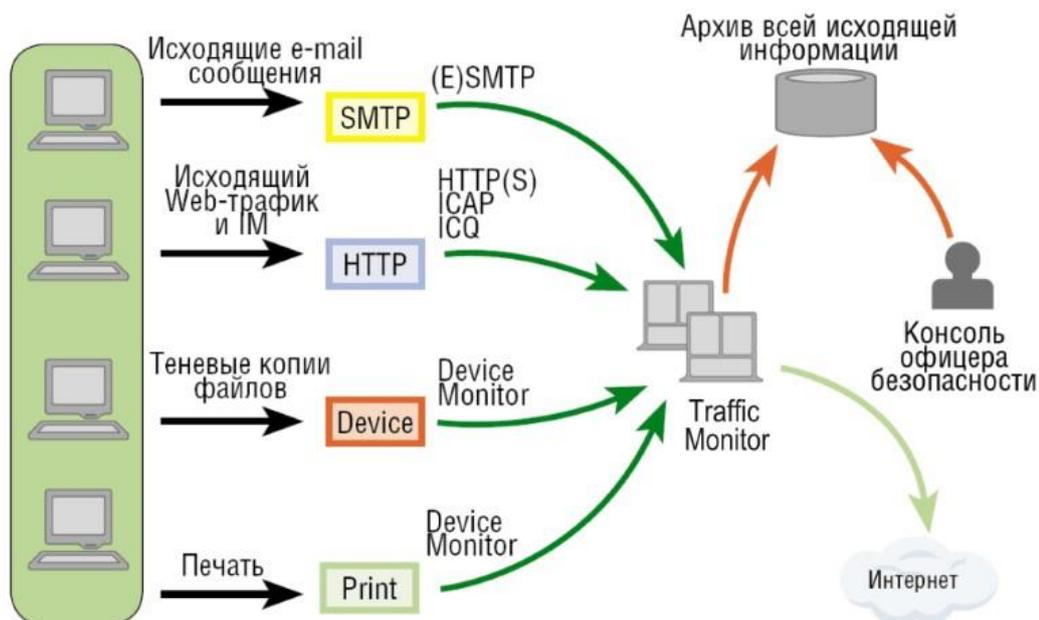 Исходящие e-mail
сообщения
SMTP
(E)SMTP
Архив всей исходящей
информации
Исходящий
Web-трафик
и IM
HTTP
HTTP(S)
ICAP
ICQ
Консоль
офицера
безопасности
Теневые копии
файлов
Device
Device
Monitor
Traffic
Monitor
Печать
Print
Device
Monitor
Интернет